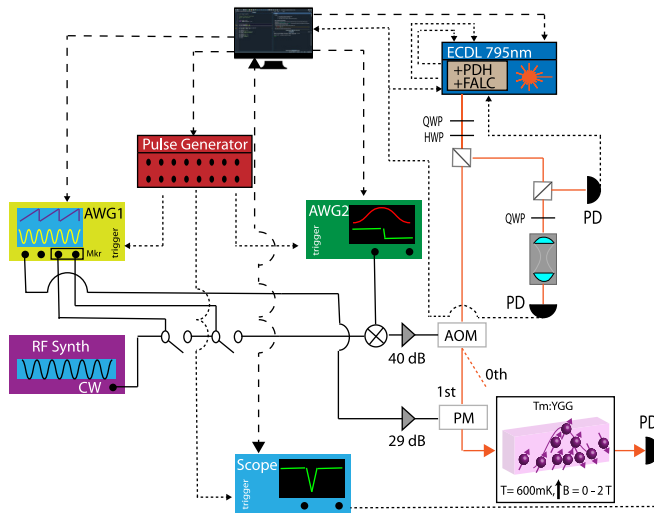 ECDL 795nm
+PDH
+FALC
QWP
HWP
Pulse Generator
PD
QWP
AWG1
Mkr
trigger
AWG2
trigger
PD
RF Synth
CW
40 dB
AOM
0th
1st
29 dB
PM
Tm:YGG
T= 600mK, B = 0 - 2 T
PD
Scope
trigger